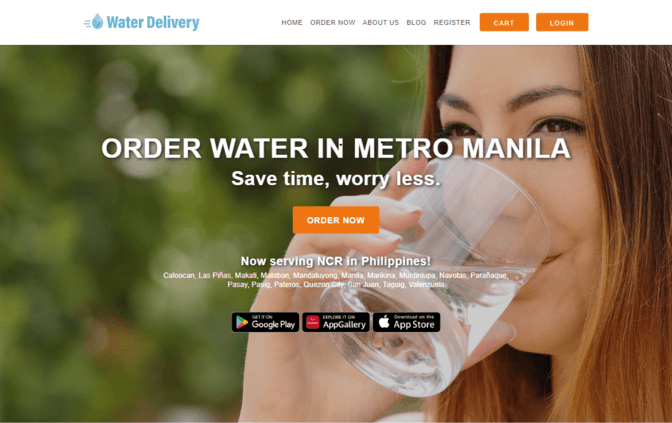 Water Delivery
HOME ORDER NOW ABOUT US BLOG REGISTER CART LOGIN
ORDER WATER IN METRO MANILA
Save time, worry less.
ORDER NOW
Now serving NCR in Philippines!
Caloocan, Las Piñas, Makati, Malabon, Mandaluyong, Manila, Marikina, Muntinlupa, Navotas, Parañaque,
Pasay, Pasig, Pateros, Quezon City, San Juan, Taguig, Valenzuela.
GET IT ON
Google Play
EXPLORE IT ON
AppGallery
Download on the
App Store